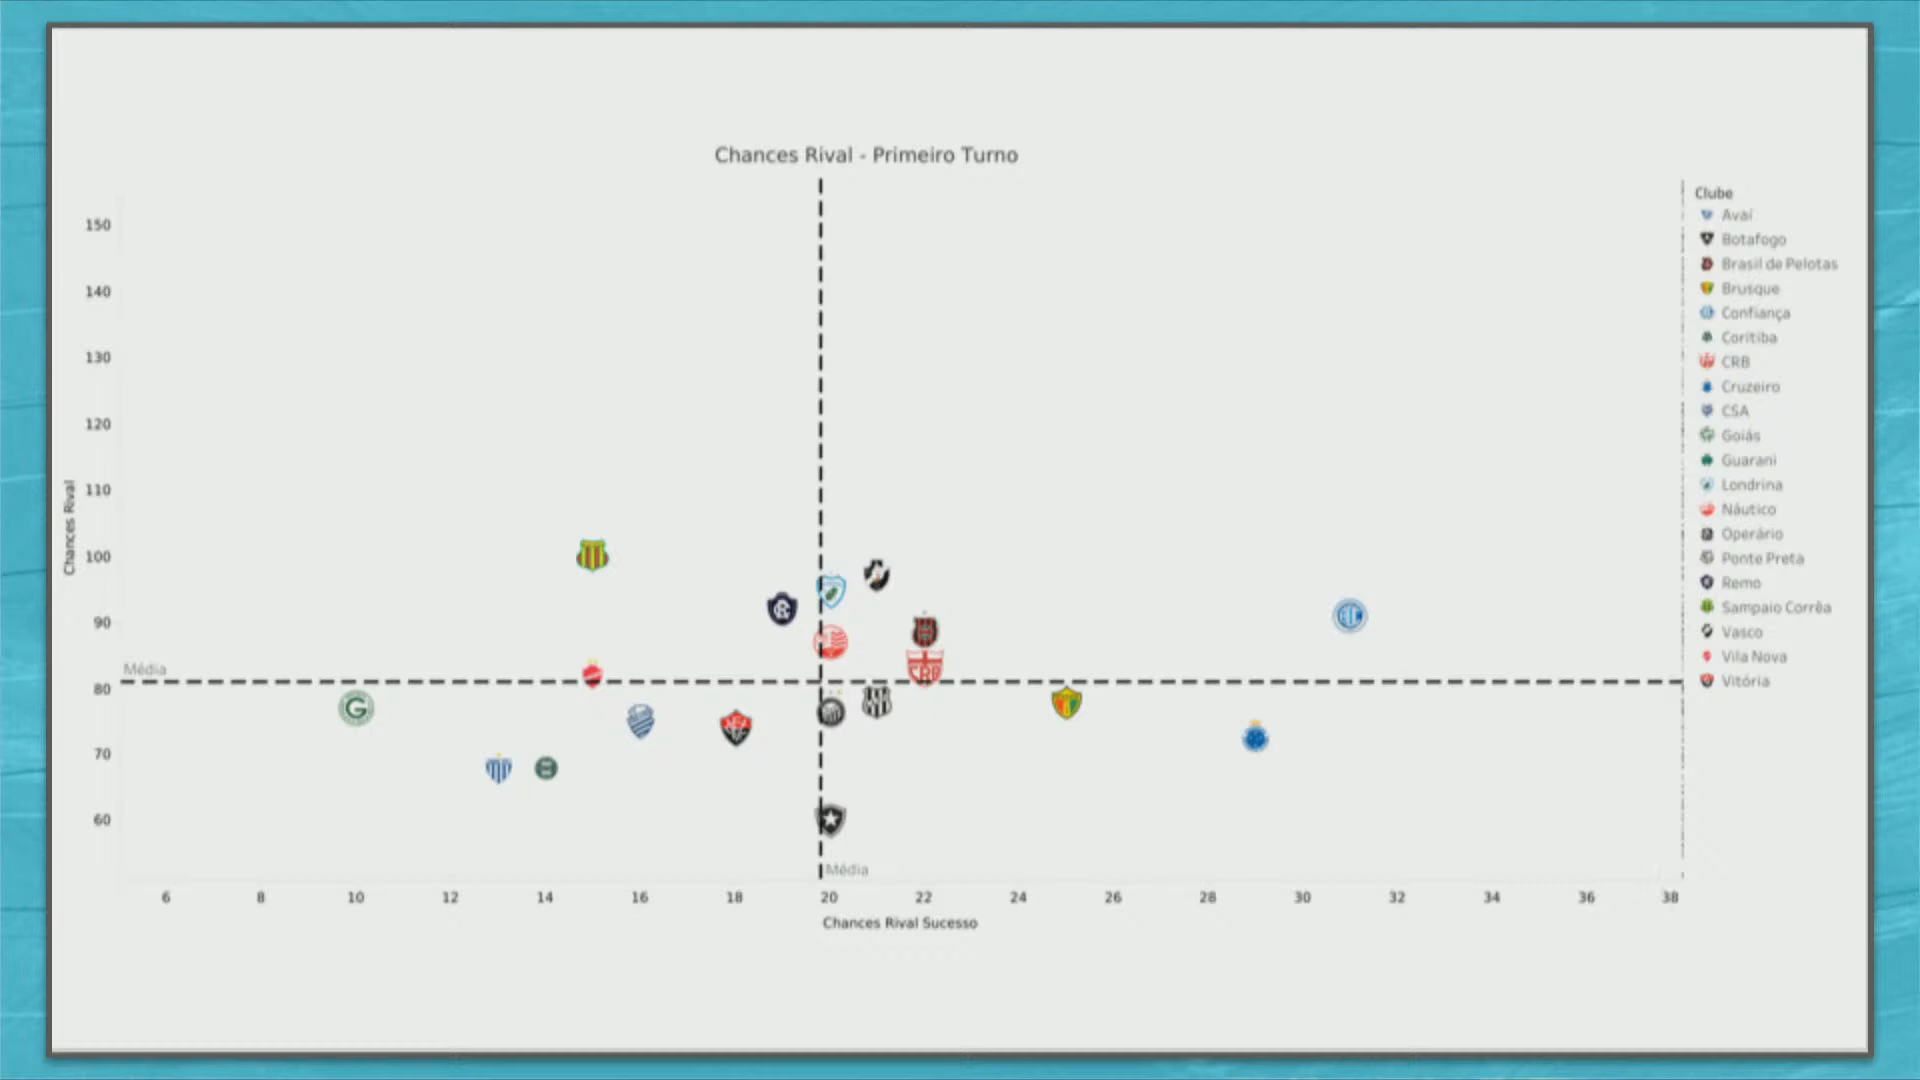 Chances Rival - Primeiro Turno
Chances Rival
150
140
130
120
110
100
90
80
70
60
Média
Média
6 8 10 12 14 16 18 20 22 24 26 28 30 32 34 36 38
Chances Rival Sucesso
CRB
G
Clube
Avaí
Botafogo
Brasil de Pelotas
Brusque
Confiança
Coritiba
CRB
Cruzeiro
CSA
Goiás
Guarani
Londrina
Náutico
Operário
Ponte Preta
Remo
Sampaio Corrêa
Vasco
Vila Nova
Vitória